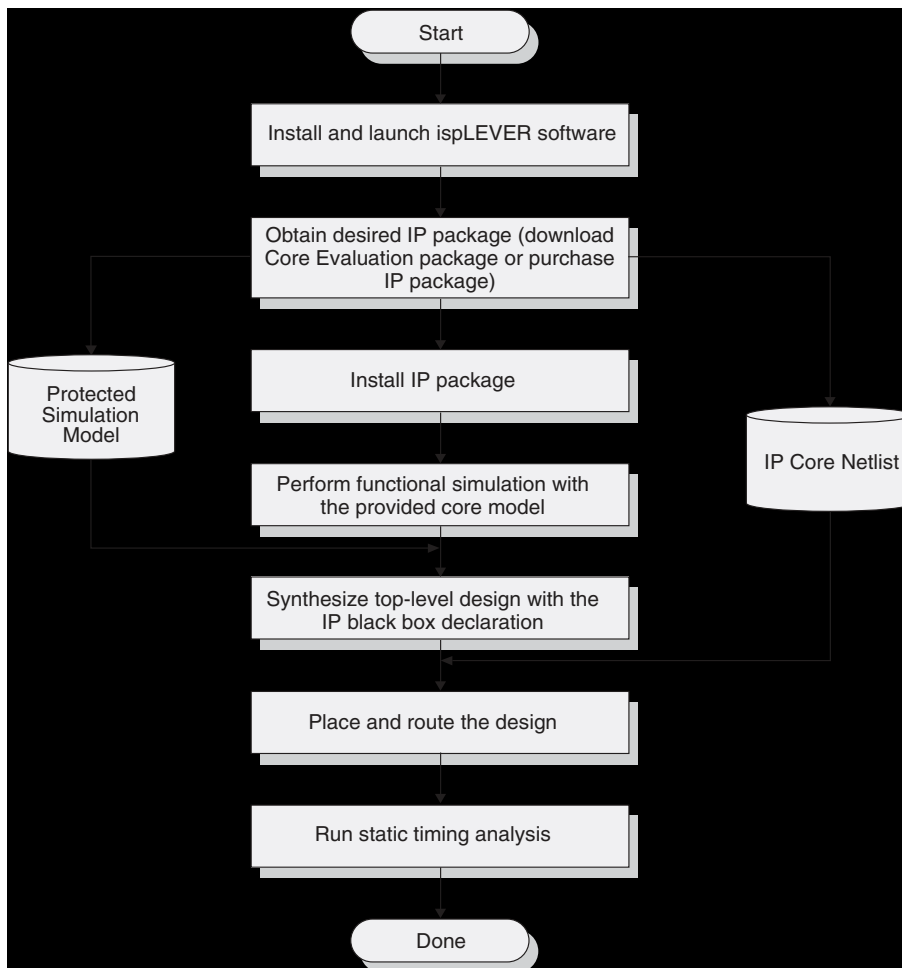 Start
Install and launch ispLEVER software
Obtain desired IP package (download
Core Evaluation package or purchase
IP package)
Install IP package
Protected
Simulation
Model
IP Core Netlist
Perform functional simulation with
the provided core model
Synthesize top-level design with the
IP black box declaration
Place and route the design
Run static timing analysis
Done